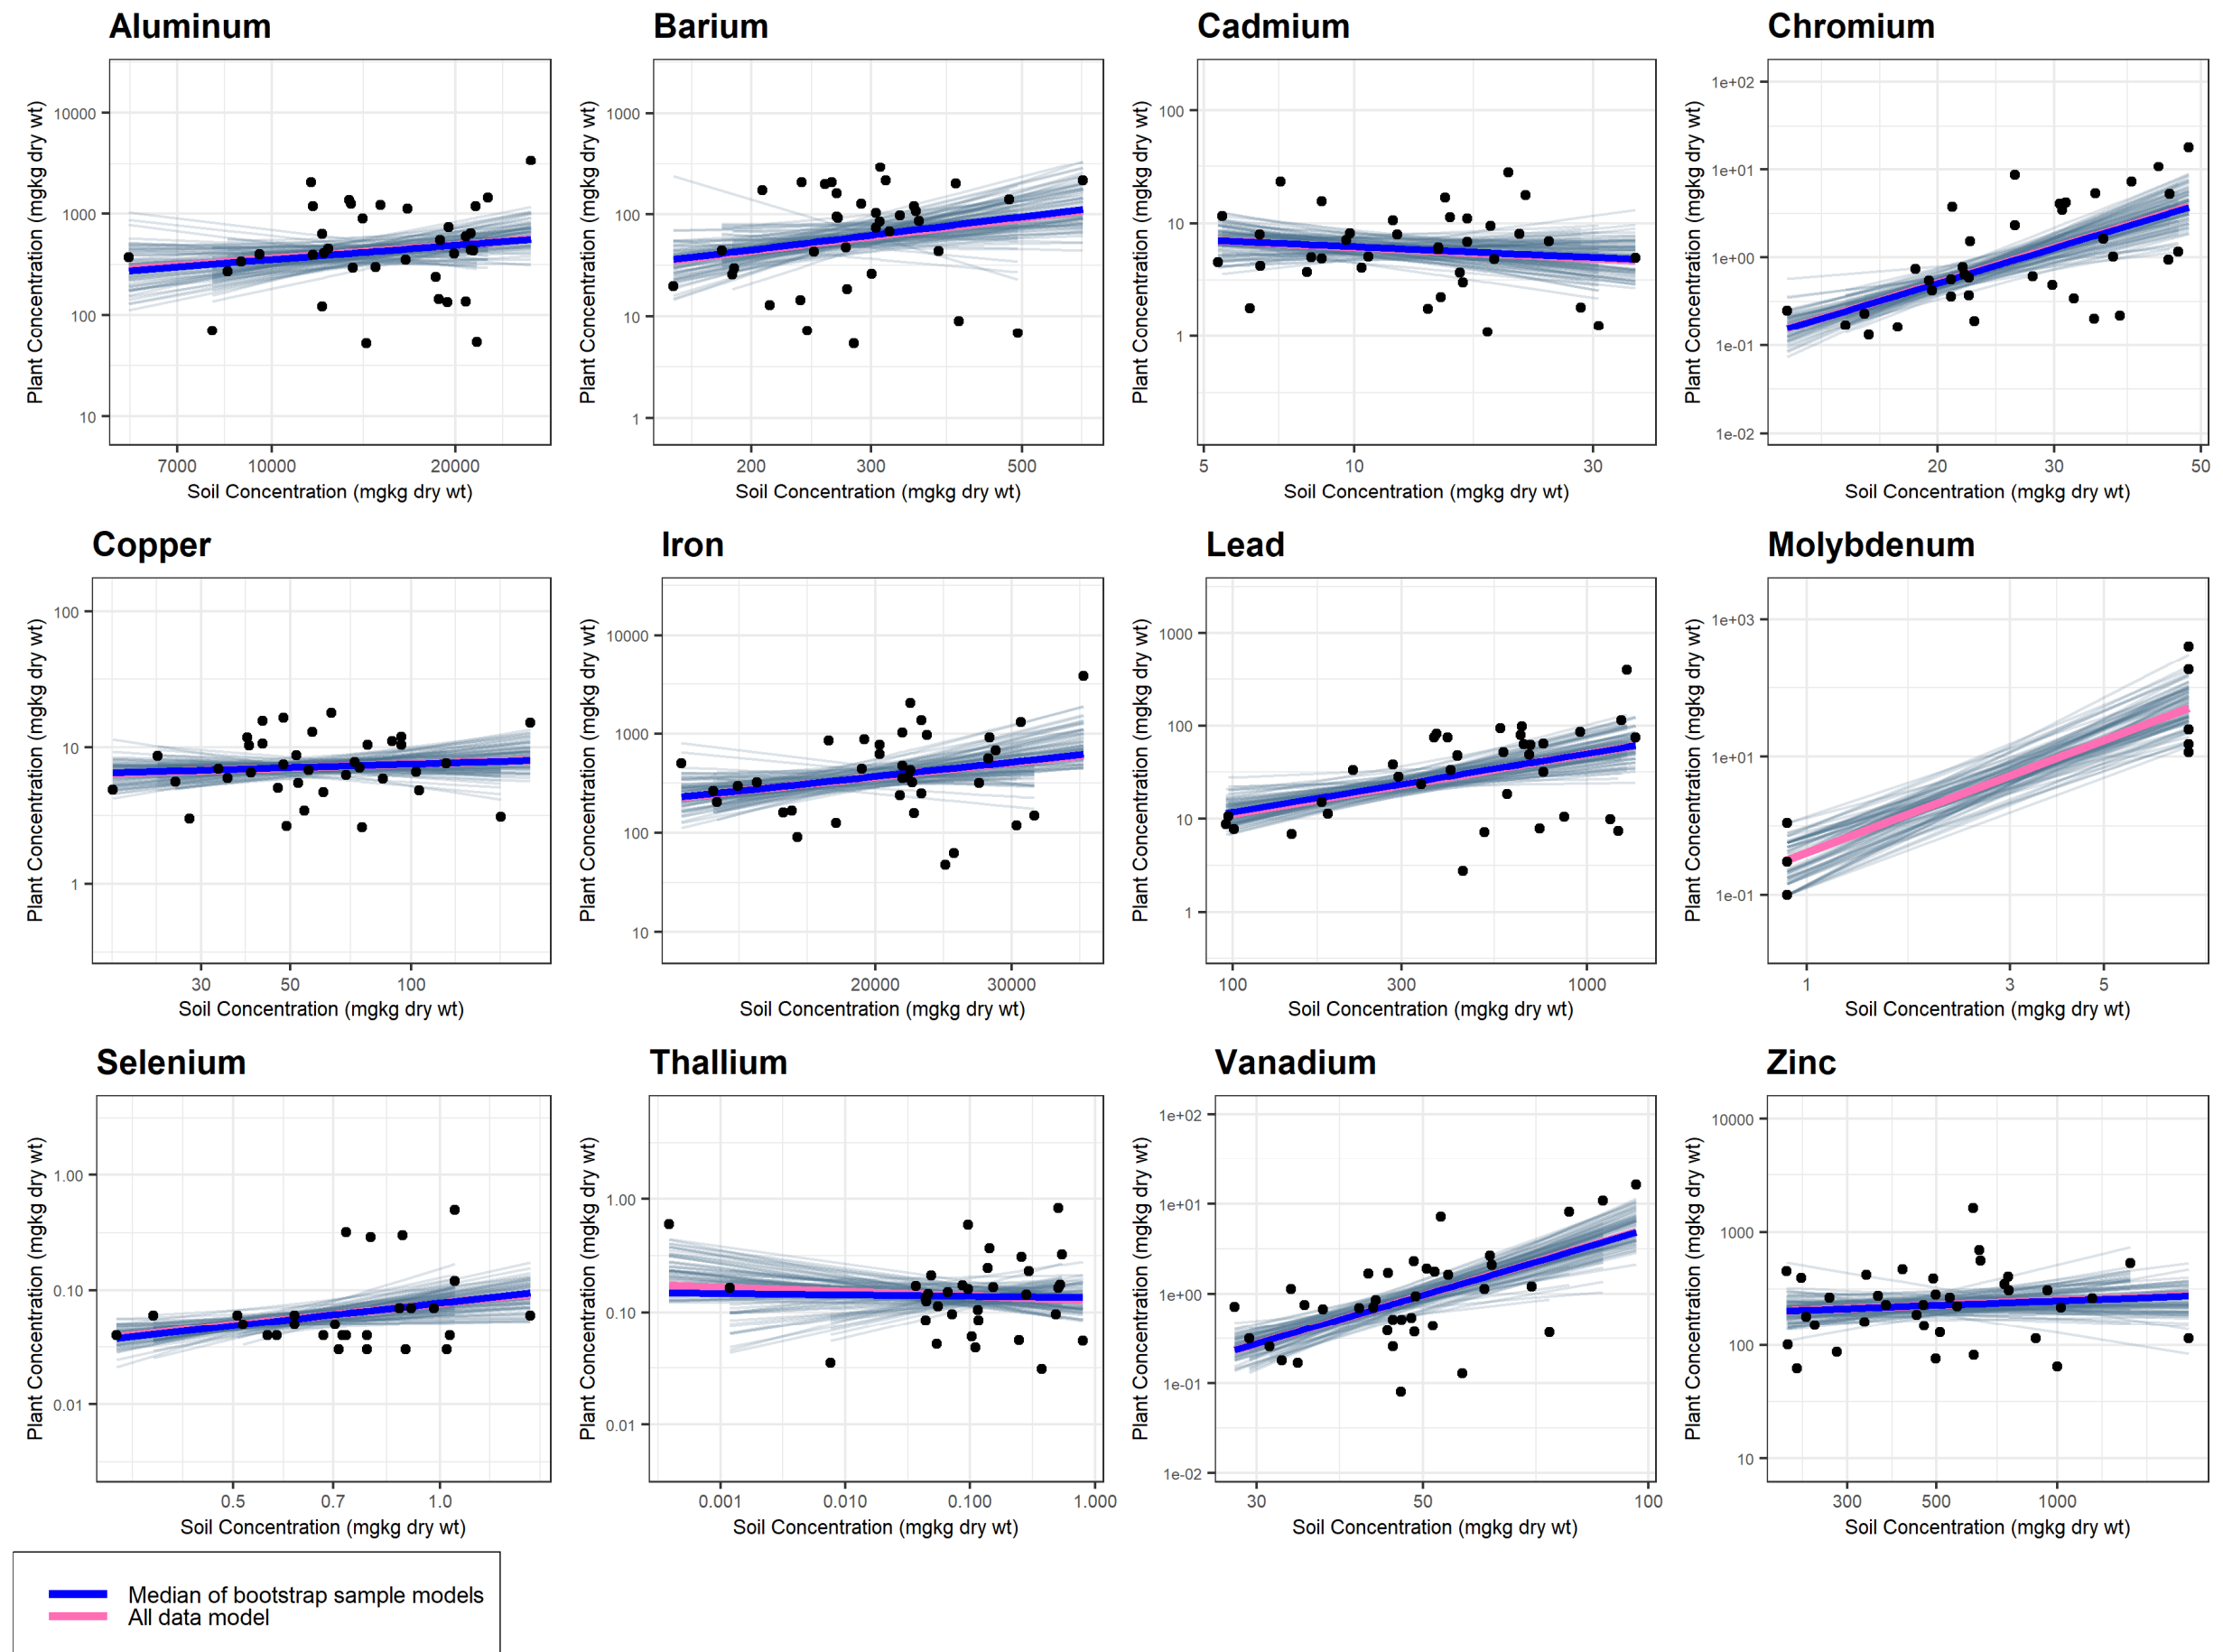 Aluminum
Barium
Cadmium
Chromium
Plant Concentration (mgkg dry wt)
10000
1000
100
10
7000 10000 20000
Soil Concentration (mgkg dry wt)
Plant Concentration (mgkg dry wt)
1000
100
10
1
200 300 500
Soil Concentration (mgkg dry wt)
Plant Concentration (mgkg dry wt)
100
10
1
5 10 30
Soil Concentration (mgkg dry wt)
Plant Concentration (mgkg dry wt)
1e+02
1e+01
1e+00
1e-01
1e-02
20 30 50
Soil Concentration (mgkg dry wt)
Copper
Iron
Lead
Molybdenum
Plant Concentration (mgkg dry wt)
100
10
1
30 50 100
Soil Concentration (mgkg dry wt)
Plant Concentration (mgkg dry wt)
10000
1000
100
10
20000 30000
Soil Concentration (mgkg dry wt)
Plant Concentration (mgkg dry wt)
1000
100
10
1
100 300 1000
Soil Concentration (mgkg dry wt)
Plant Concentration (mgkg dry wt)
1e+03
1e+01
1e-01
1 3 5
Soil Concentration (mgkg dry wt)
Selenium
Thallium
Vanadium
Zinc
Plant Concentration (mgkg dry wt)
1.00
0.10
0.01
0.5 0.7 1.0
Soil Concentration (mgkg dry wt)
Plant Concentration (mgkg dry wt)
1.00
0.10
0.01
0.001 0.010 0.100 1.000
Soil Concentration (mgkg dry wt)
Plant Concentration (mgkg dry wt)
1e+02
1e+01
1e+00
1e-01
1e-02
30 50 100
Soil Concentration (mgkg dry wt)
Plant Concentration (mgkg dry wt)
10000
1000
100
10
300 500 1000
Soil Concentration (mgkg dry wt)
Median of bootstrap sample models
All data model